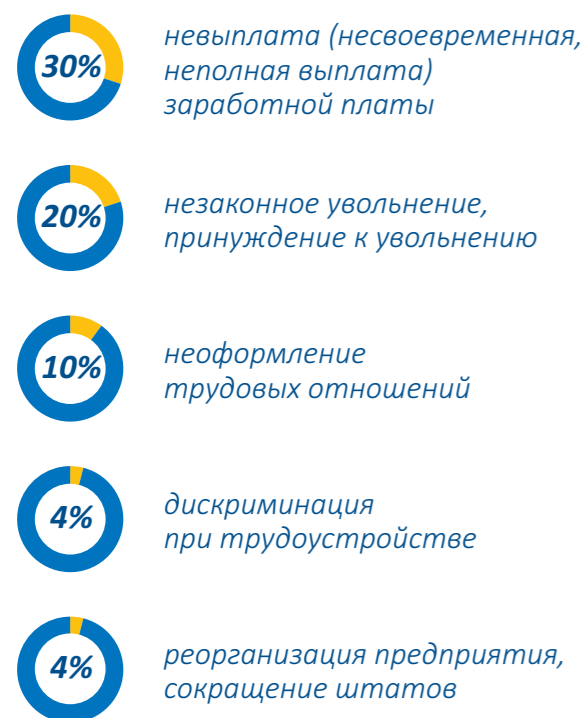 30%
невыплата (несвоевременная,
неполная выплата)
заработной платы
20%
незаконное увольнение,
принуждение к увольнению
10%
неоформление
трудовых отношений
4%
дискриминация
при трудоустройстве
4%
реорганизация предприятия,
сокращение штатов